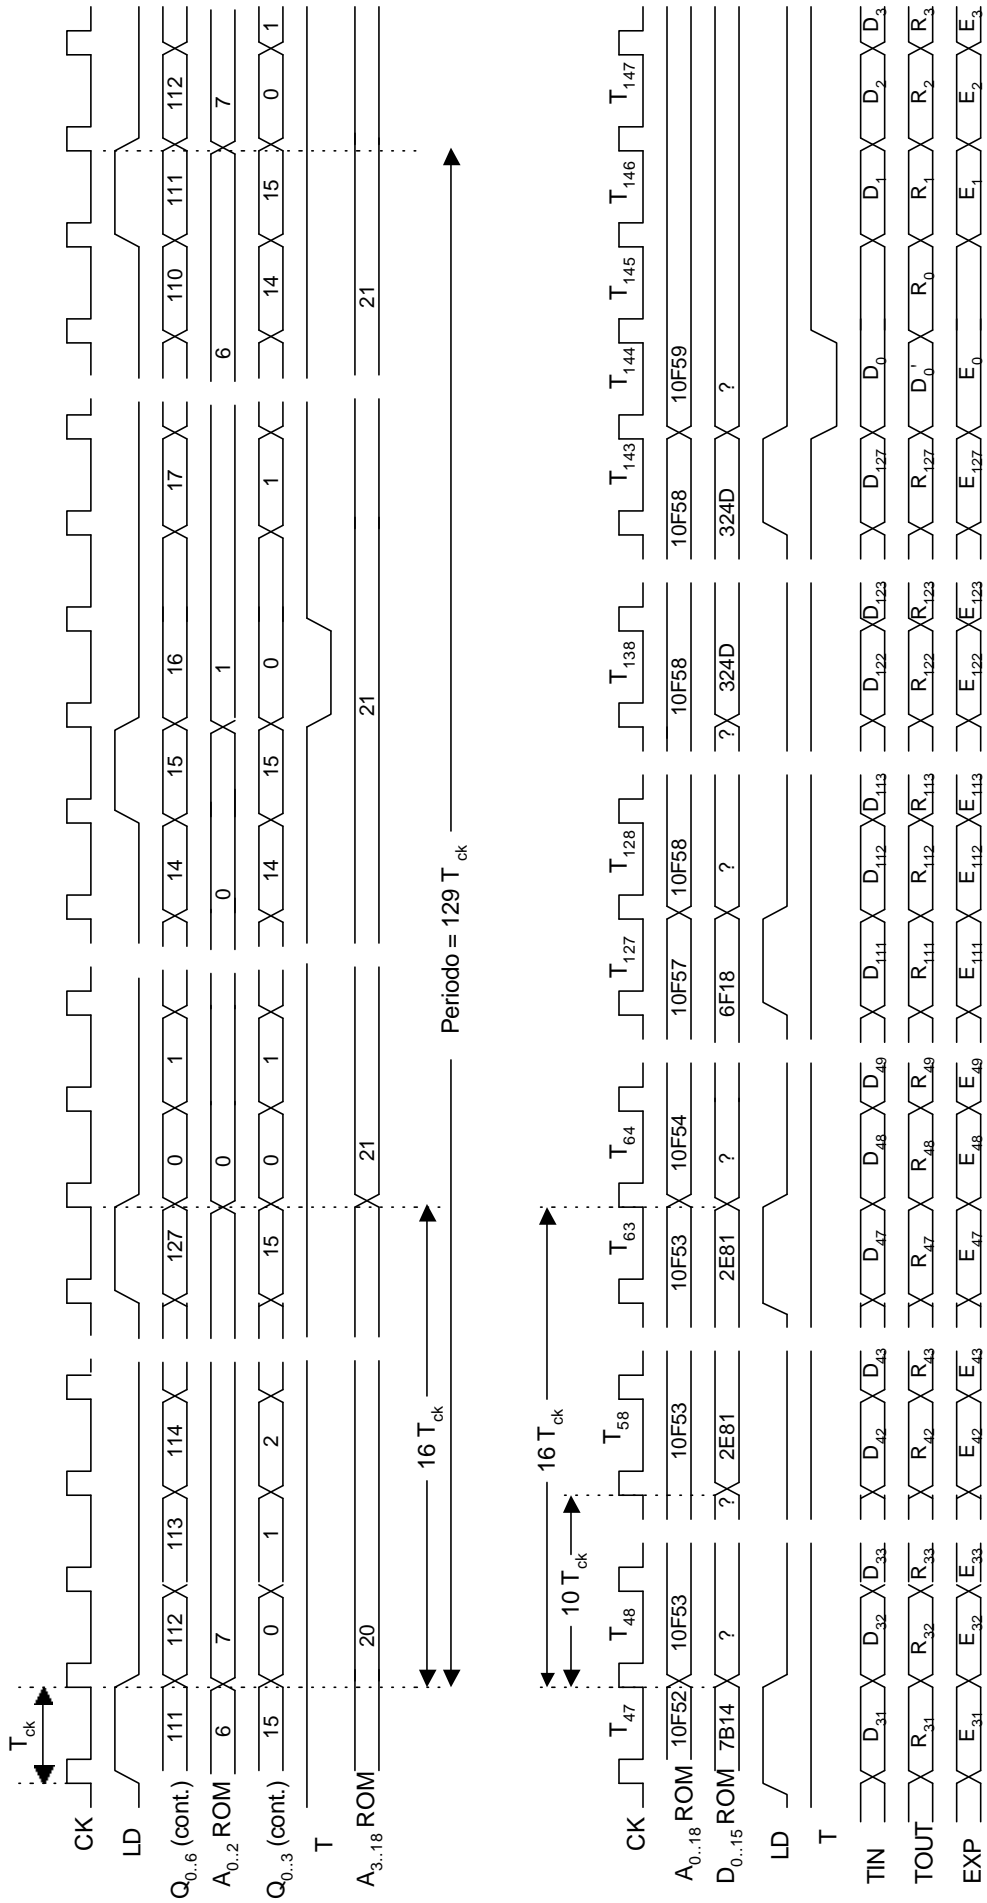 T_ck
CK
LD
Q_0..6 (cont.) 111 112 113 114 127 0 1 14 15 16 17 110 111 112
A_0..2 ROM 6 7 0 0 1 6 7
Q_0..3 (cont.) 15 0 1 2 15 0 1 14 15 0 1 14 15 0 1
T
A_3..18 ROM 20 21 21 21
16 T_ck
Periodo = 129 T_ck
16 T_ck
10 T_ck
CK T_47 T_48 T_58 T_63 T_64 T_127 T_128 T_138 T_143 T_144 T_145 T_146 T_147
A_0..18 ROM 10F52 10F53 10F53 10F53 10F54 10F57 10F58 10F58 10F58 10F59
D_0..15 ROM 7B14 ? ? 2E81 2E81 ? 6F18 ? ? 324D 324D ?
LD
T
TIN D_31 D_32 D_33 D_42 D_43 D_47 D_48 D_49 D_111 D_112 D_113 D_122 D_123 D_127 D_0 D_1 D_2 D_3
TOUT R_31 R_32 R_33 R_42 R_43 R_47 R_48 R_49 R_111 R_112 R_113 R_122 R_123 R_127 D_0' R_0 R_1 R_2 R_3
EXP E_31 E_32 E_33 E_42 E_43 E_47 E_48 E_49 E_111 E_112 E_113 E_122 E_123 E_127 E_0 E_1 E_2 E_3